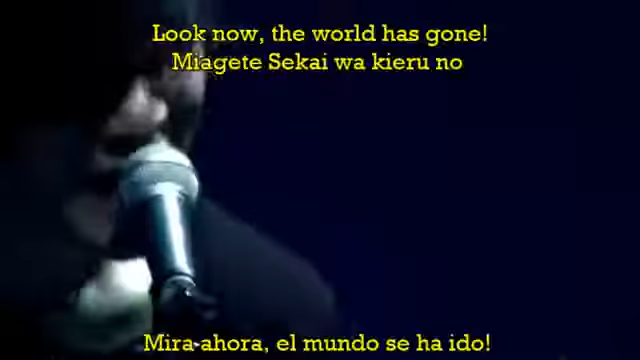 Look now, the world has gone!
Miagete Sekai wa kieru no
Mira-ahora, el mundo se ha ido!